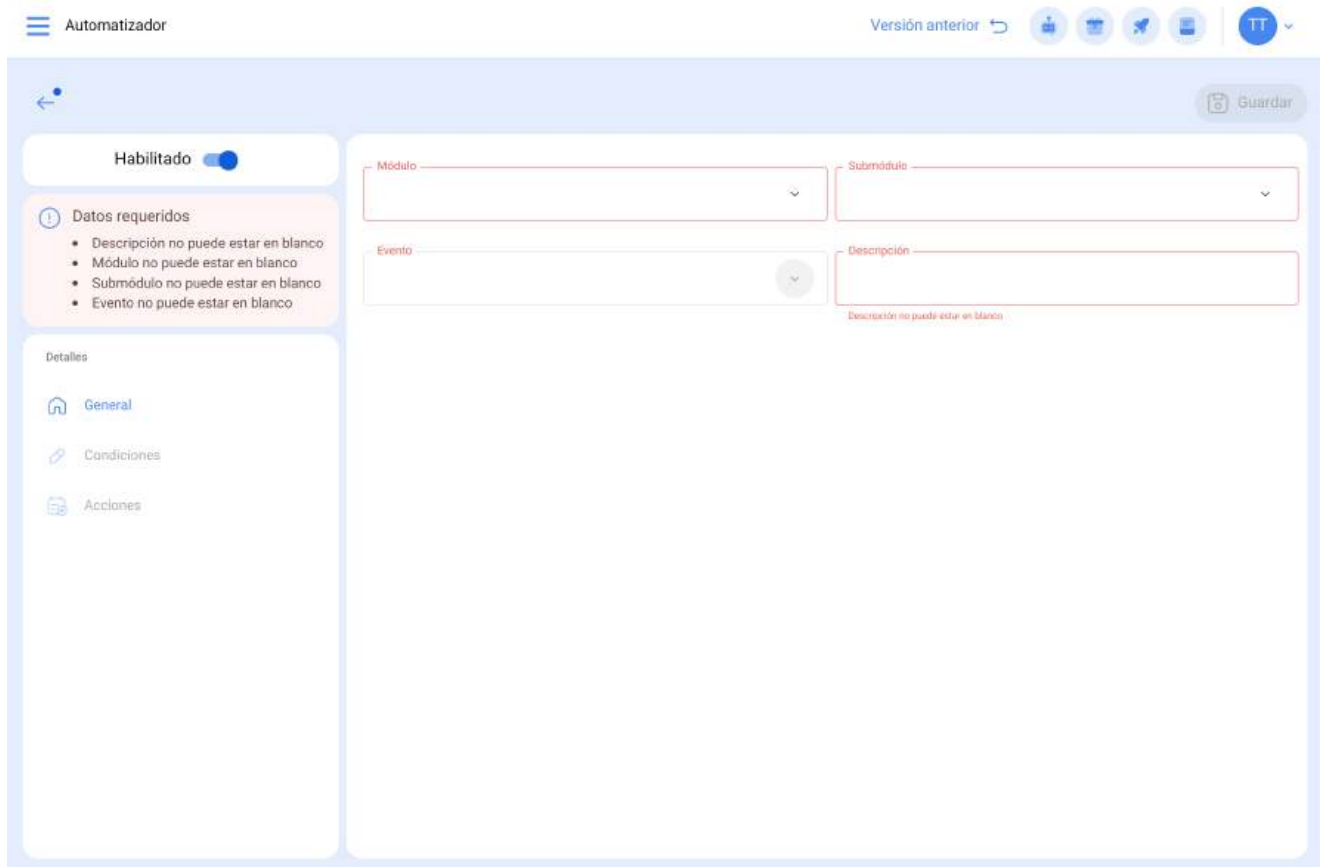 Automatizador
Versión anterior
TT
Guardar
Habilitado
Datos requeridos
• Descripción no puede estar en blanco
• Módulo no puede estar en blanco
• Submódulo no puede estar en blanco
• Evento no puede estar en blanco
Detalles
General
Condiciones
Acciones
Módulo
Submódulo
Evento
Descripción
Descripción no puede estar en blanco